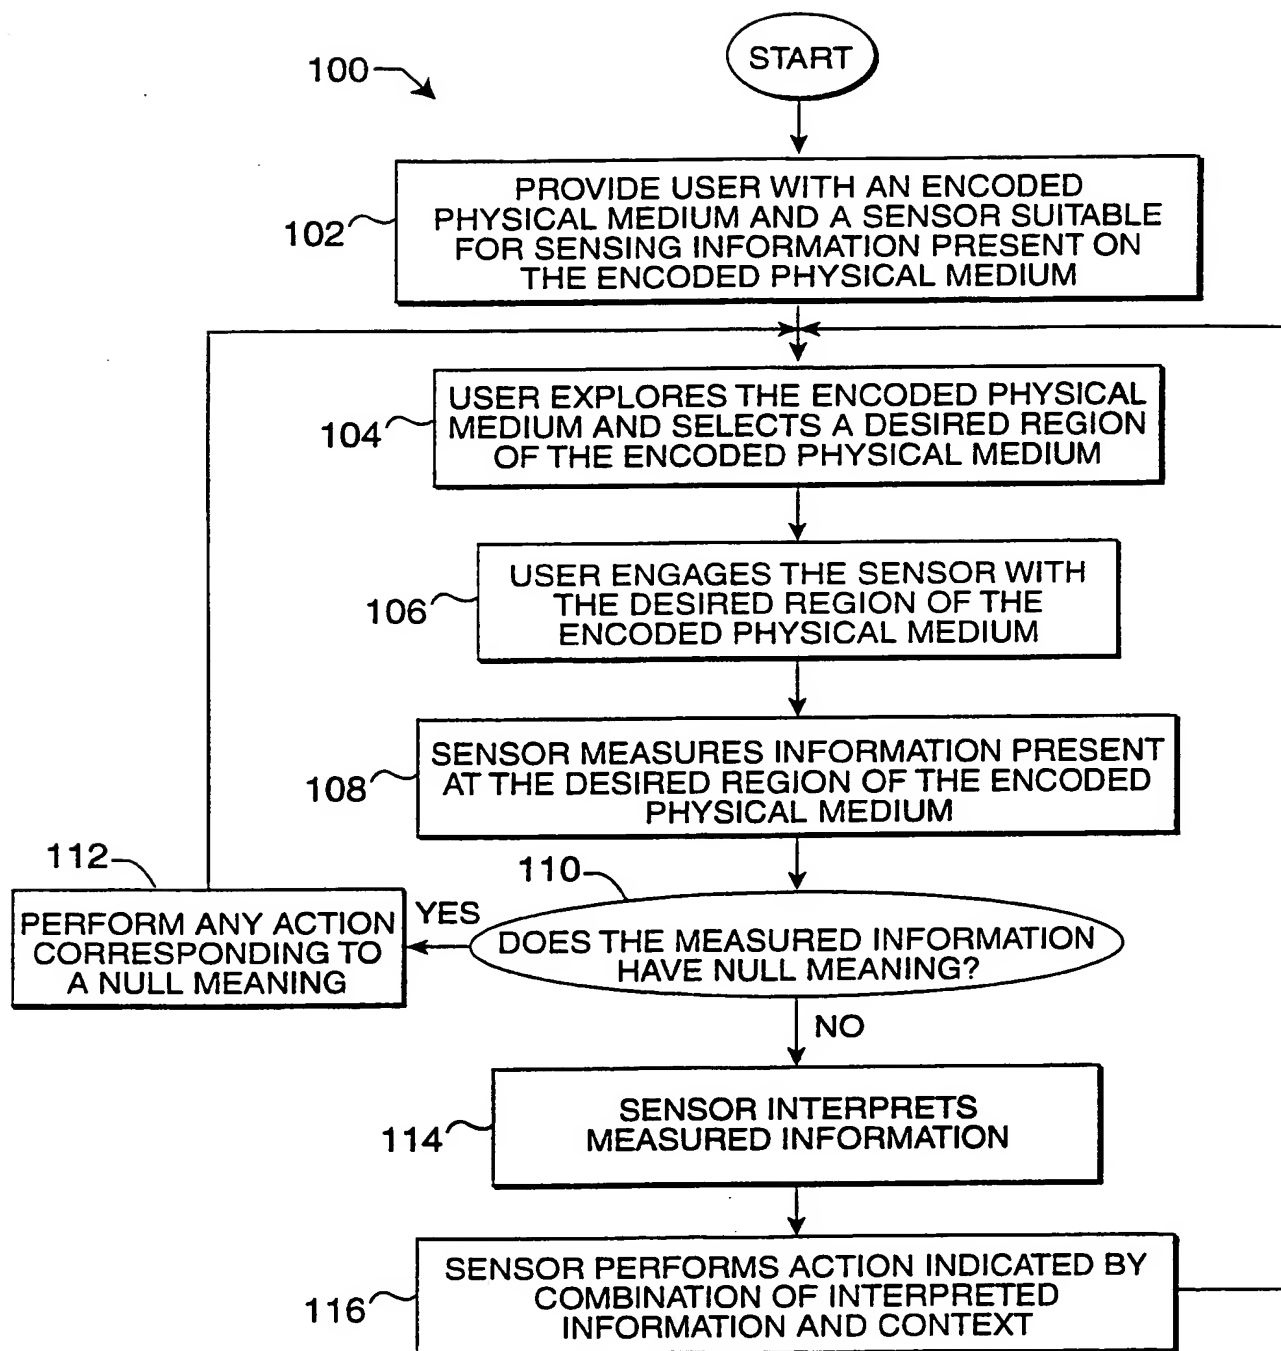 START
100
PROVIDE USER WITH AN ENCODED
PHYSICAL MEDIUM AND A SENSOR SUITABLE
FOR SENSING INFORMATION PRESENT ON
THE ENCODED PHYSICAL MEDIUM
102
USER EXPLORES THE ENCODED PHYSICAL
MEDIUM AND SELECTS A DESIRED REGION
OF THE ENCODED PHYSICAL MEDIUM
104
USER ENGAGES THE SENSOR WITH
THE DESIRED REGION OF THE
ENCODED PHYSICAL MEDIUM
106
SENSOR MEASURES INFORMATION PRESENT
AT THE DESIRED REGION OF THE ENCODED
PHYSICAL MEDIUM
108
112
110
PERFORM ANY ACTION
CORRESPONDING TO
A NULL MEANING
YES
DOES THE MEASURED INFORMATION
HAVE NULL MEANING?
NO
SENSOR INTERPRETS
MEASURED INFORMATION
114
SENSOR PERFORMS ACTION INDICATED BY
COMBINATION OF INTERPRETED
INFORMATION AND CONTEXT
116